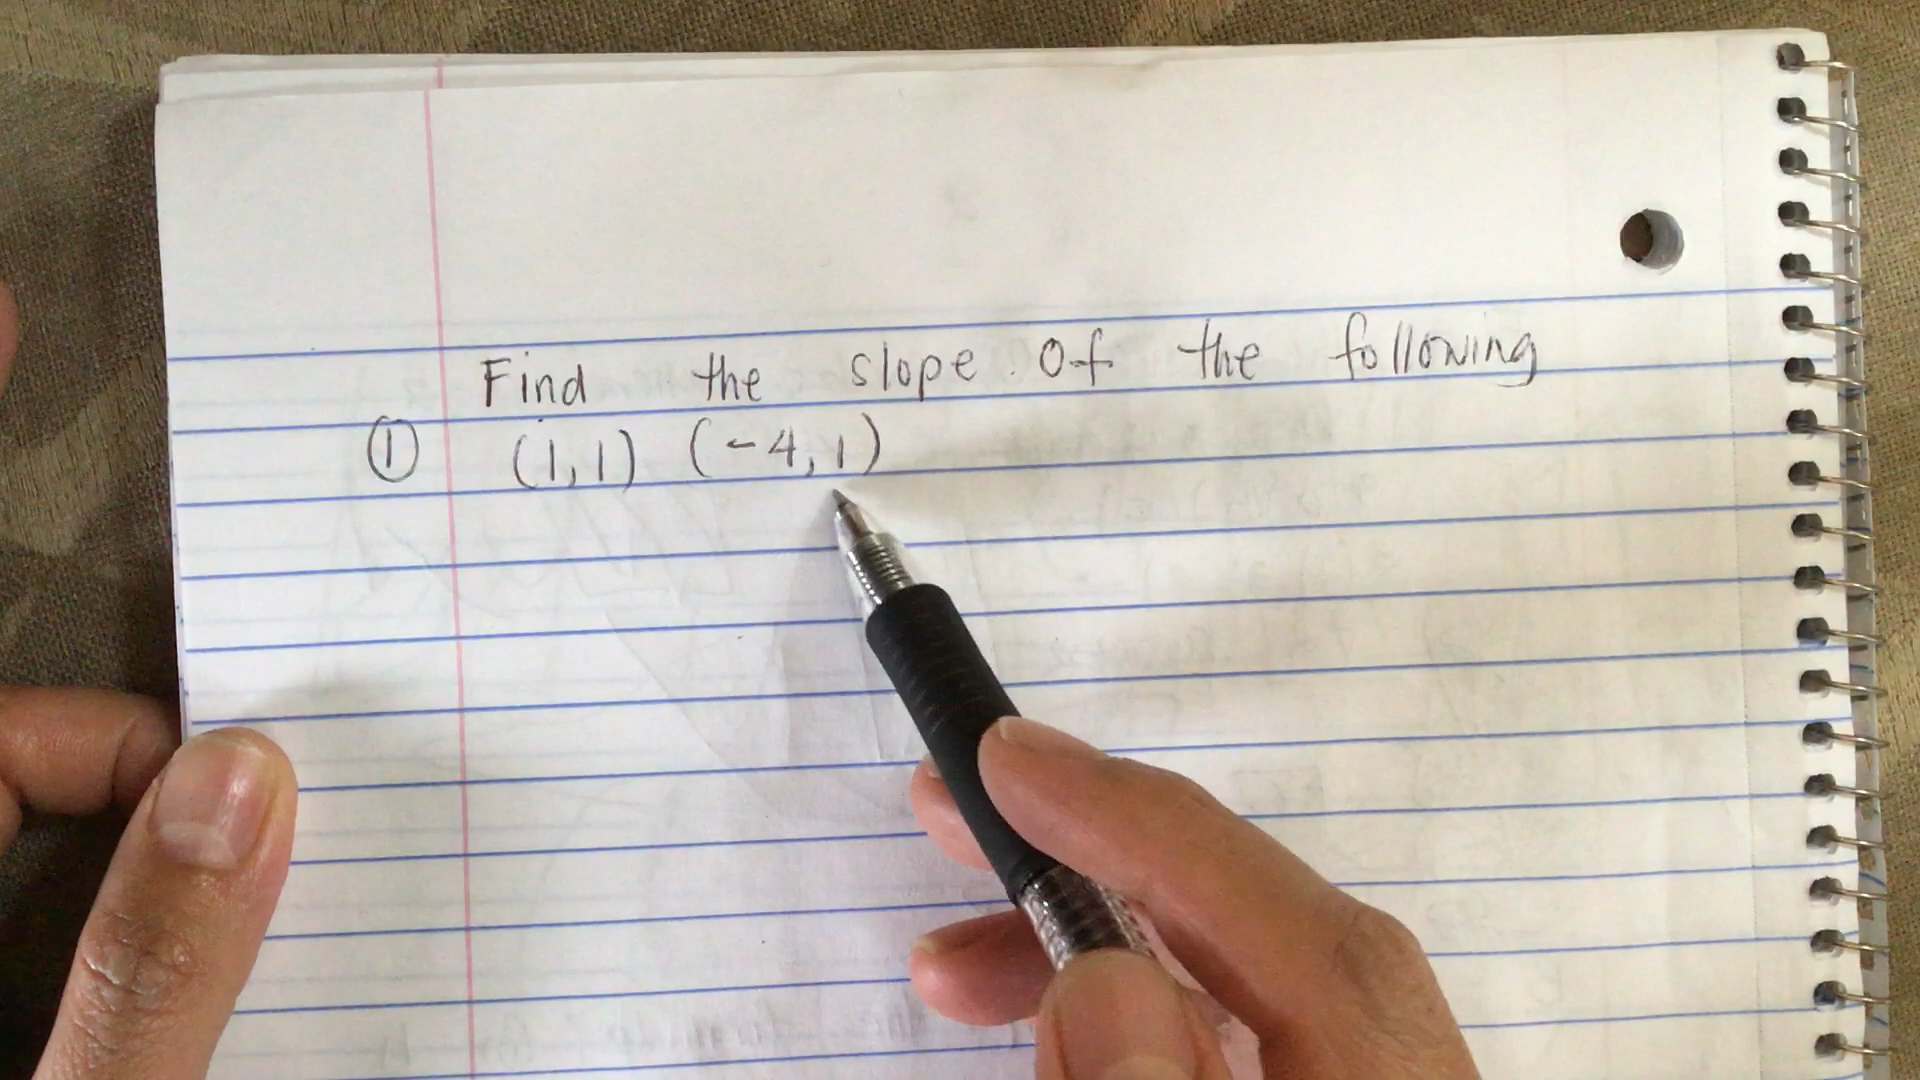 Find the slope of the following
① (1,1) (-4,1)